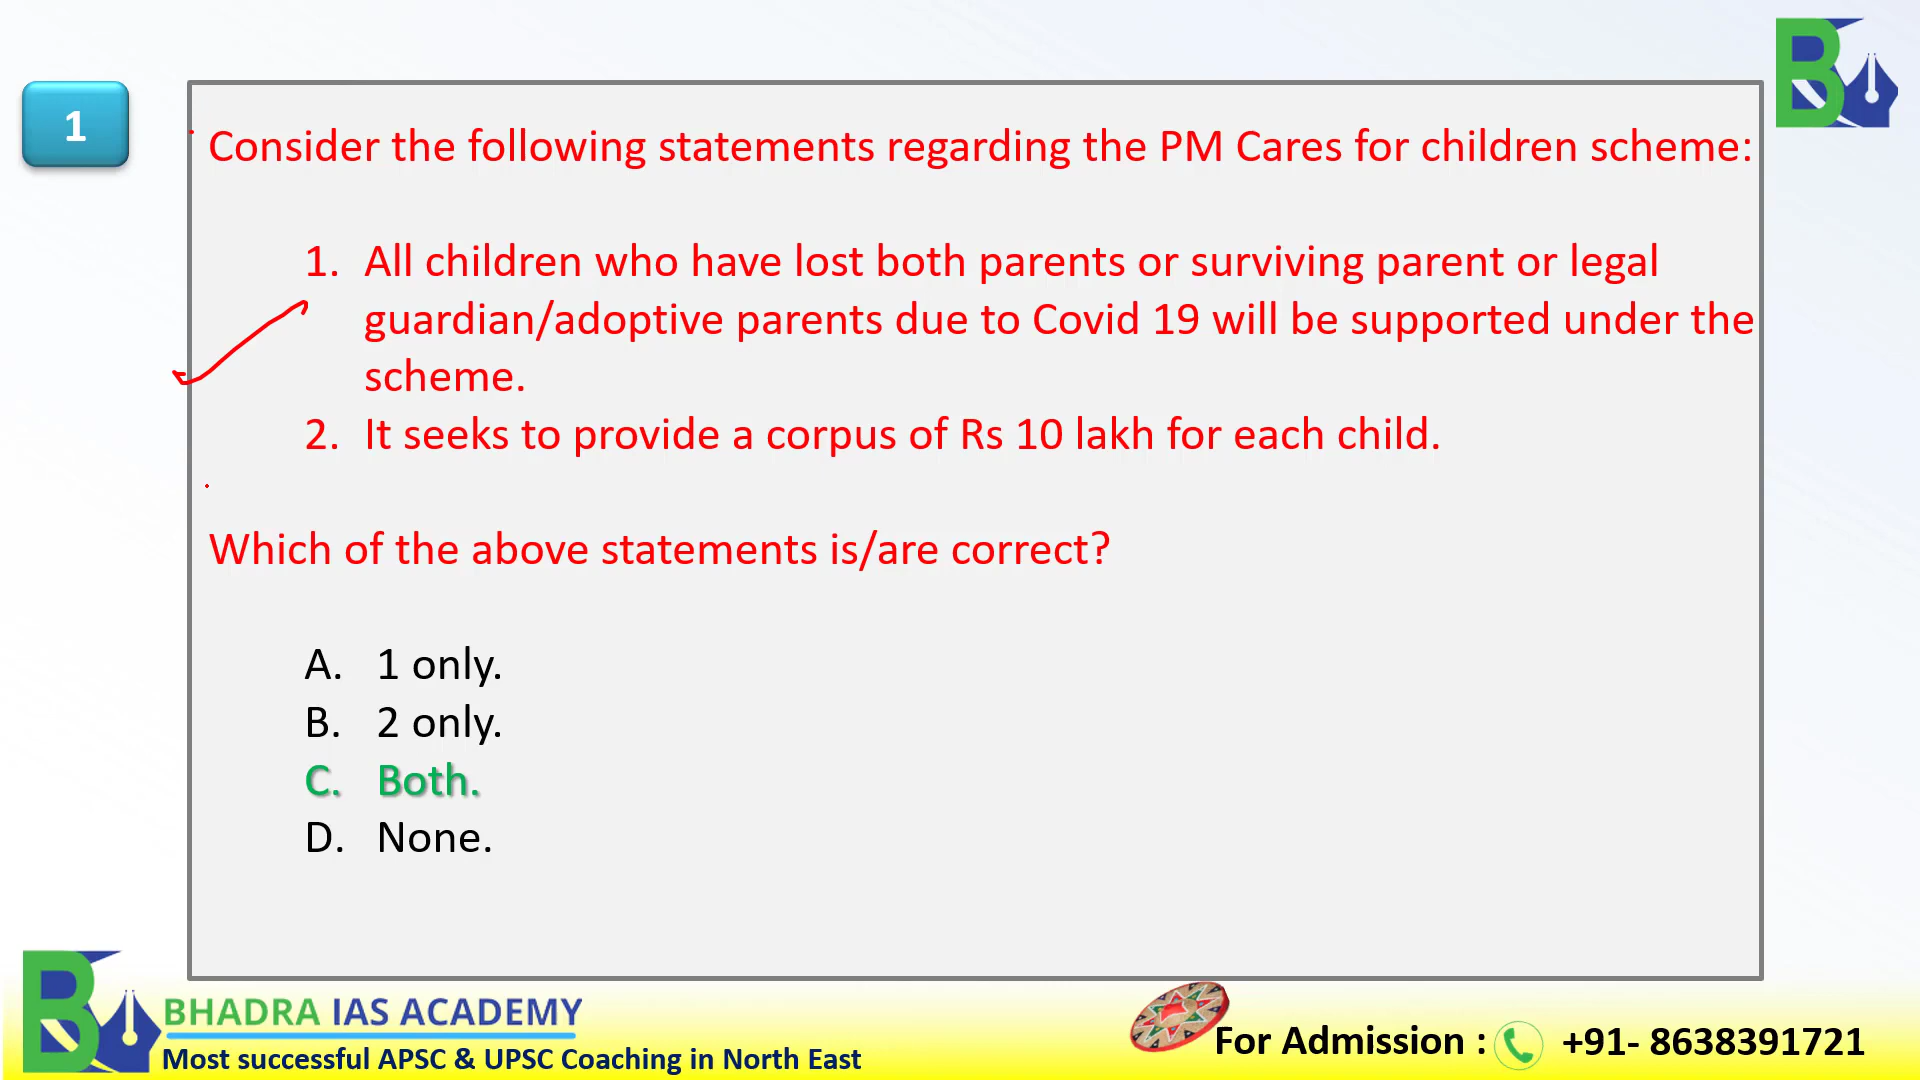 1
Consider the following statements regarding the PM Cares for children scheme:
1. All children who have lost both parents or surviving parent or legal
guardian/adoptive parents due to Covid 19 will be supported under the
scheme.
2. It seeks to provide a corpus of Rs 10 lakh for each child.
Which of the above statements is/are correct?
A. 1 only.
B. 2 only.
C. Both.
D. None.
BHADRA IAS ACADEMY
Most successful APSC & UPSC Coaching in North East
For Admission : +91- 8638391721